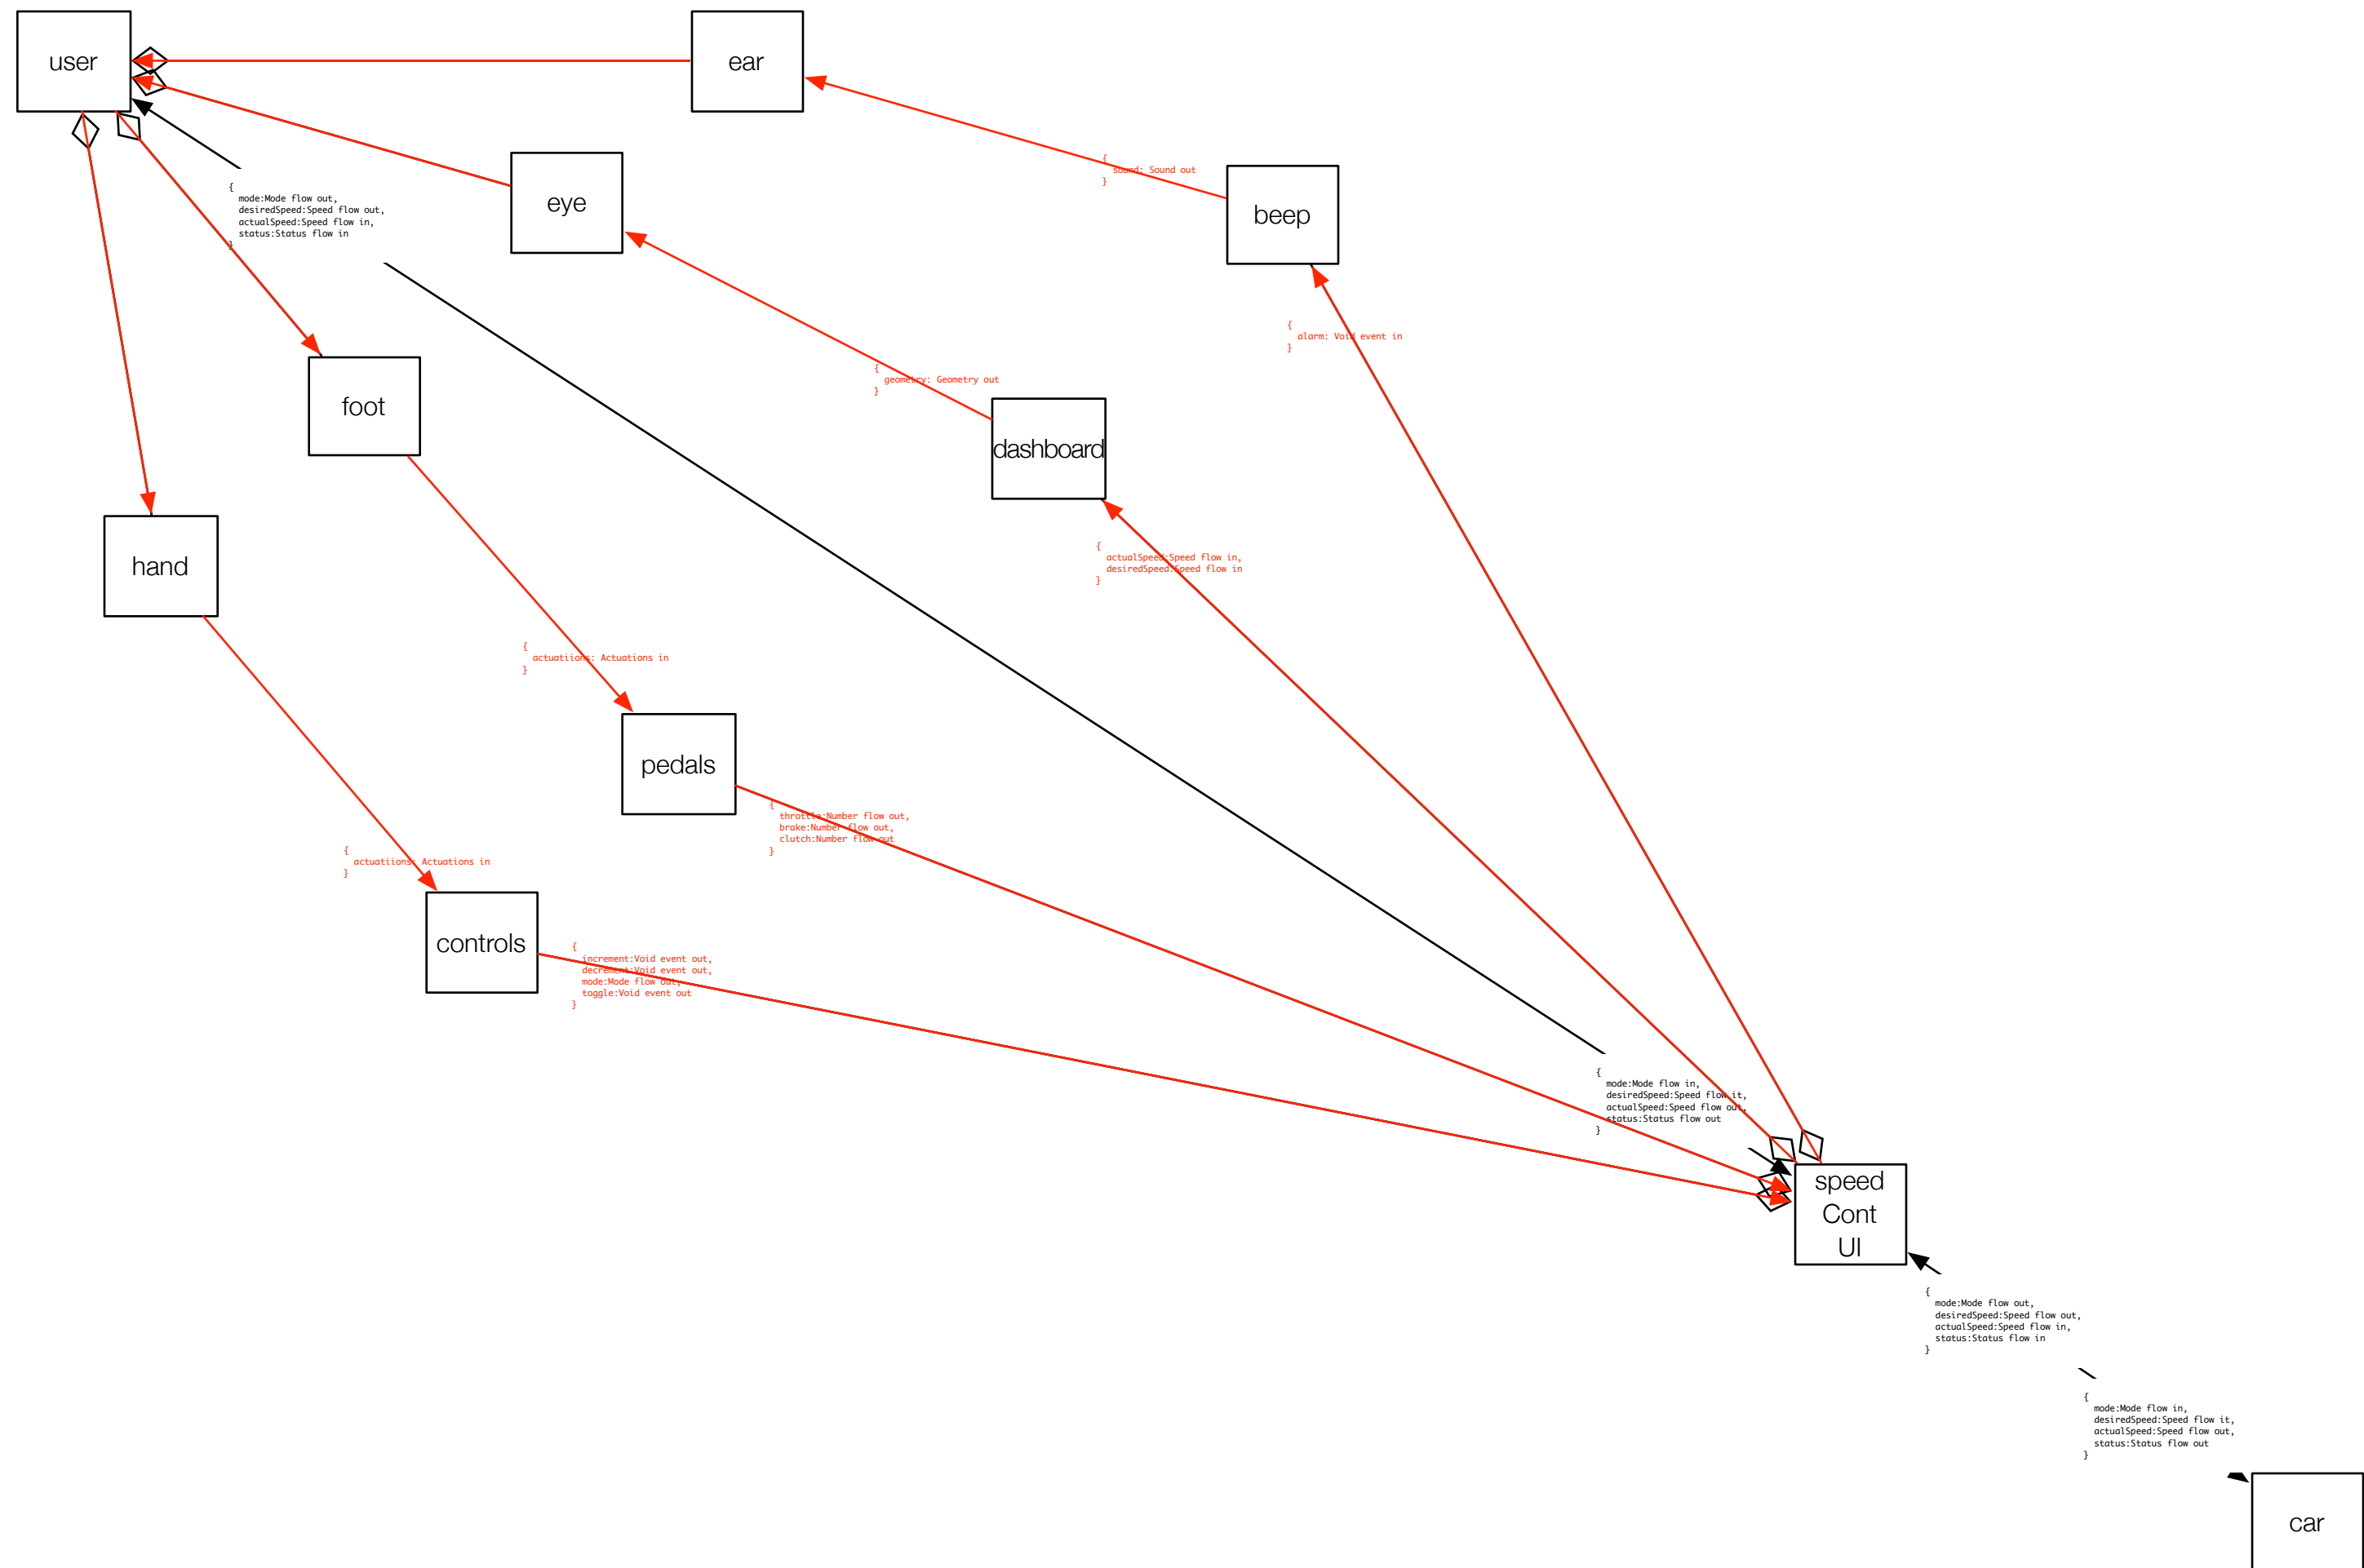 user
ear
{
sound: Sound out
}
beep
{
mode:Mode flow out,
desiredSpeed:Speed flow out,
actualSpeed:Speed flow in,
status:Status flow in
}
eye
{
alarm: Void event in
}
foot
{
geometry: Geometry out
}
dashboard
hand
{
actualSpeed:Speed flow in,
desiredSpeed:Speed flow in
}
{
actuatiions: Actuations in
}
pedals
{
throttle:Number flow out,
brake:Number flow out,
clutch:Number flow out
}
{
actuatiions: Actuations in
}
controls
{
increment:Void event out,
decrement:Void event out,
mode:Mode flow out,
toggle:Void event out
}
{
mode:Mode flow in,
desiredSpeed:Speed flow it,
actualSpeed:Speed flow out,
status:Status flow out
}
speed
Cont
UI
{
mode:Mode flow out,
desiredSpeed:Speed flow out,
actualSpeed:Speed flow in,
status:Status flow in
}
{
mode:Mode flow in,
desiredSpeed:Speed flow it,
actualSpeed:Speed flow out,
status:Status flow out
}
car